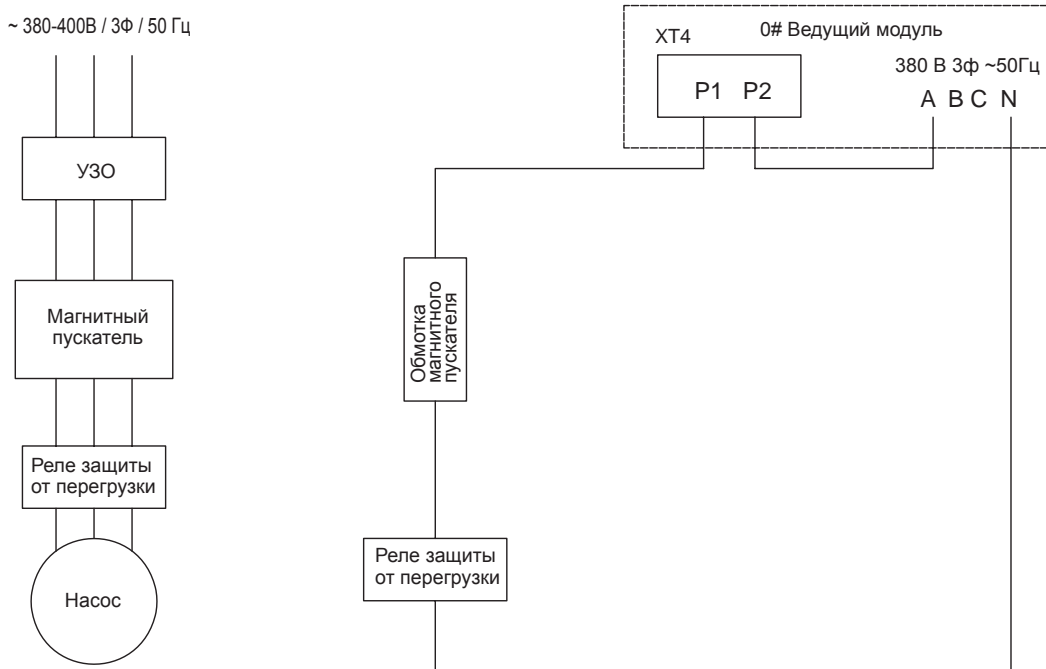 ~ 380-400В / 3Ф / 50 Гц
УЗО
Магнитный
пускатель
Реле защиты
от перегрузки
Насос
XT4
0# Ведущий модуль
380 В 3ф ~50Гц
P1 P2
A B C N
Обмотка
магнитного
пускателя
Реле защиты
от перегрузки